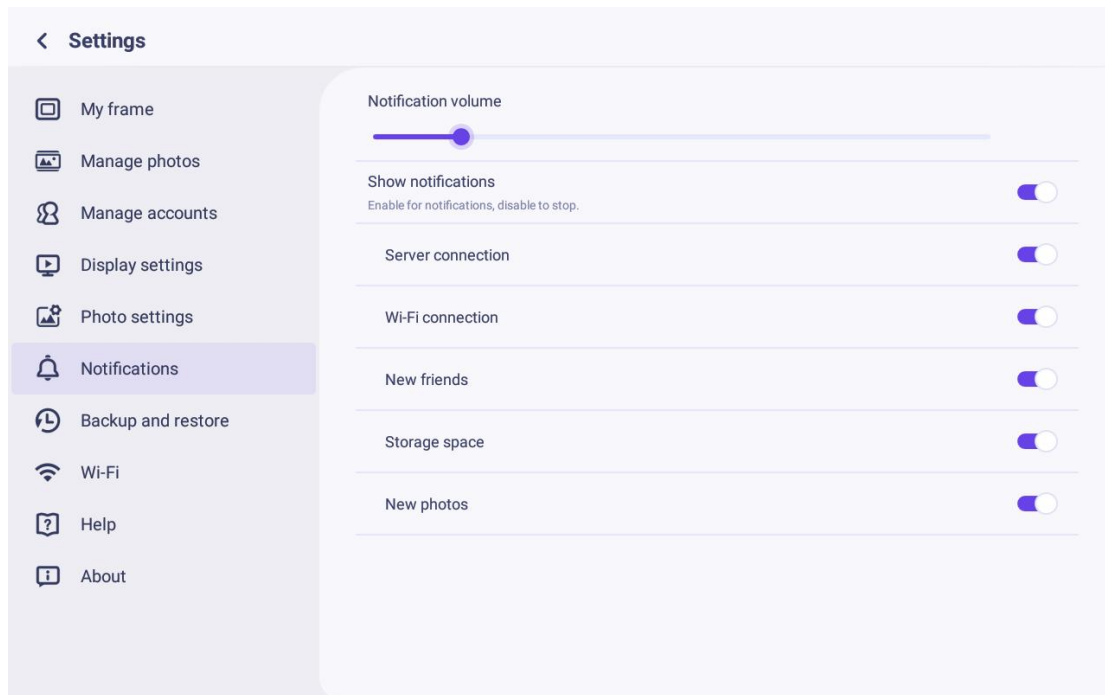 Settings
My frame
Manage photos
Manage accounts
Display settings
Photo settings
Notifications
Backup and restore
Wi-Fi
Help
About
Notification volume
Show notifications
Enable for notifications, disable to stop.
Server connection
Wi-Fi connection
New friends
Storage space
New photos